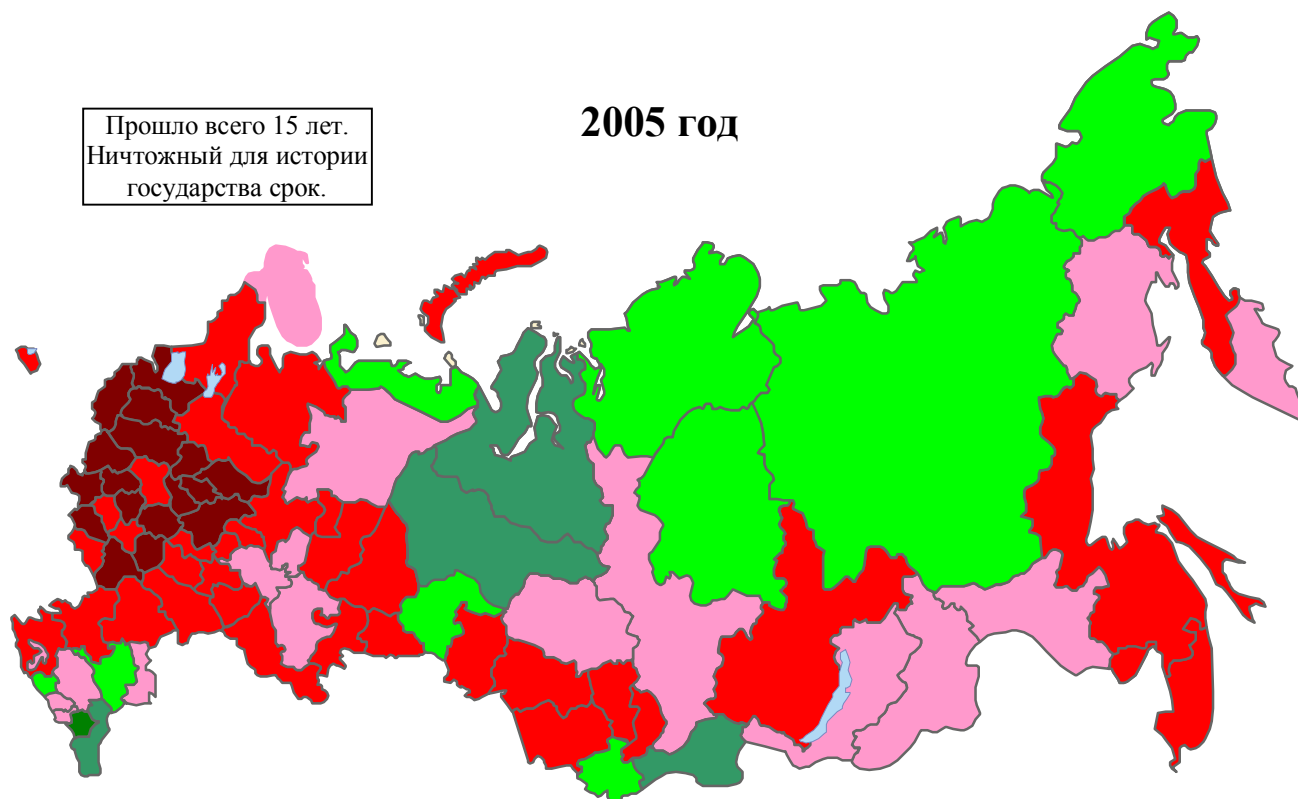 2005 год
Прошло всего 15 лет.
Ничтожный для истории
государства срок.